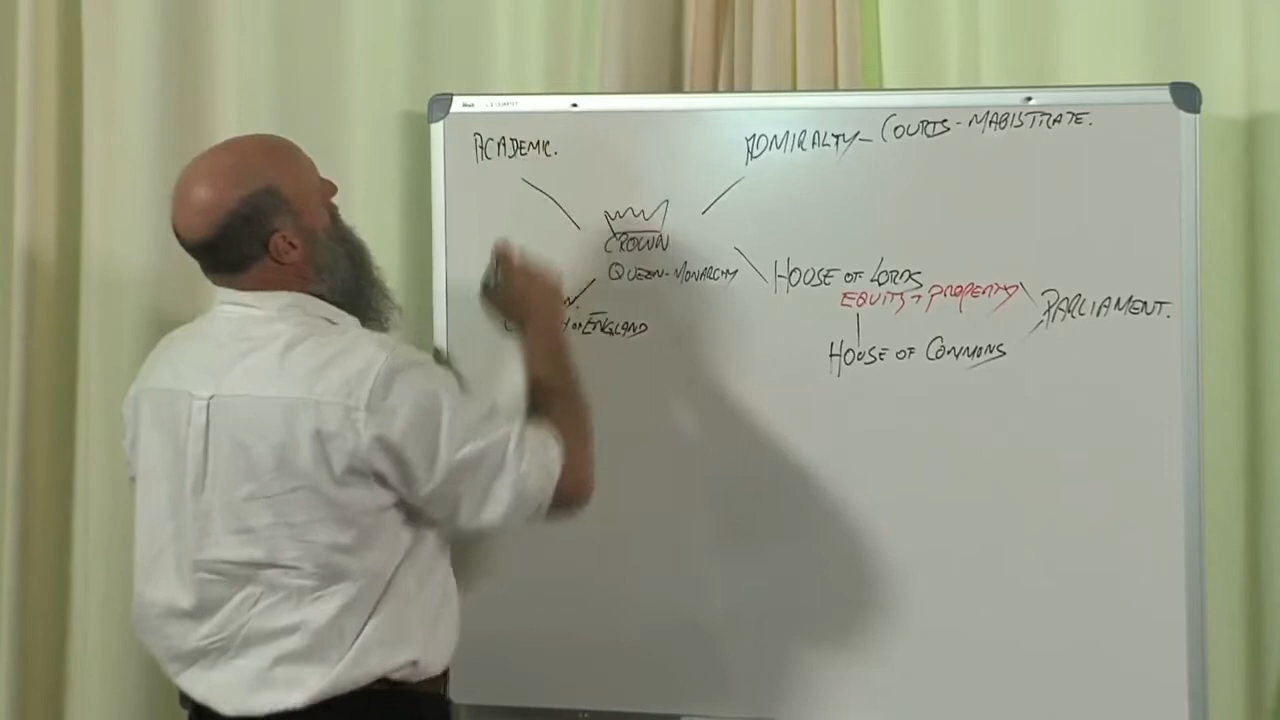 ACADEMIC.
ADMIRALTY - COURTS - MAGISTRATE.
CROWN
QUEEN - MONARCHY
HOUSE OF LORDS
EQUITY + PROPERTY
PARLIAMENT.
OF ENGLAND
HOUSE OF COMMONS